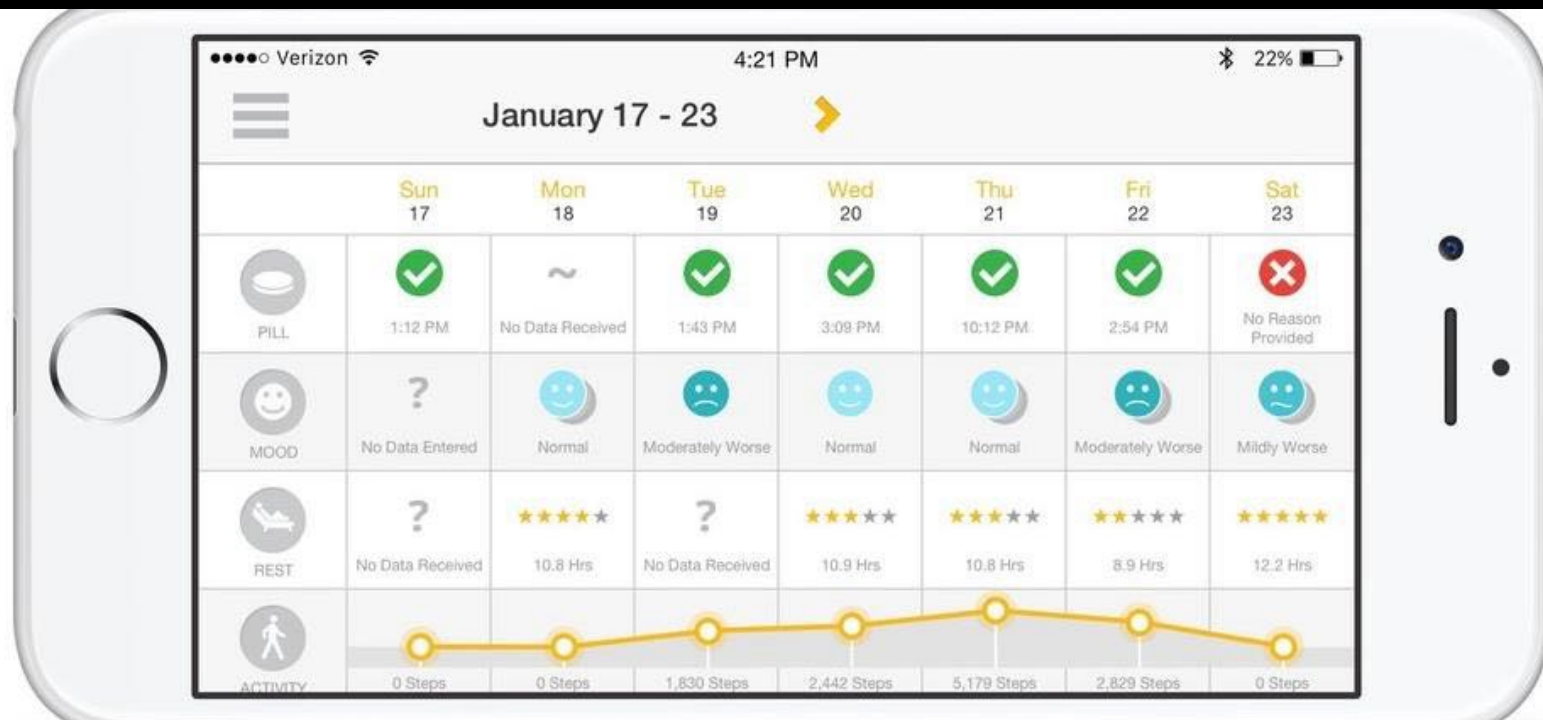 Verizon 4:21 PM 22%
January 17 - 23
Sun Mon Tue Wed Thu Fri Sat
17 18 19 20 21 22 23
~
1:12 PM No Data Received 1:43 PM 3:09 PM 10:12 PM 2:54 PM No Reason
PILL Provided
?
MOOD No Data Entered Normal Moderately Worse Normal Normal Moderately Worse Mildly Worse
? ?
REST No Data Received 10.8 Hrs No Data Received 10.9 Hrs 10.8 Hrs 8.9 Hrs 12.2 Hrs
ACTIVITY 0 Steps 0 Steps 1,830 Steps 2,442 Steps 5,179 Steps 2,829 Steps 0 Steps